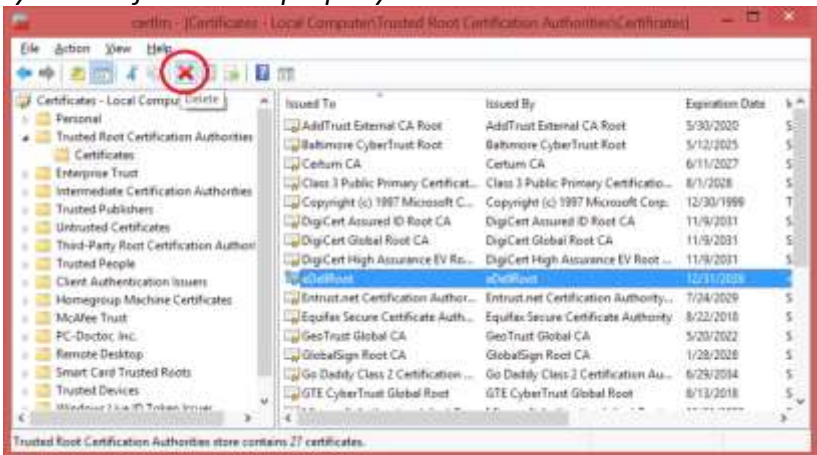 certlm - [Certificates - Local Computer\Trusted Root Certification Authorities\Certificates]
File Action View Help
Delete
Certificates - Local Compu
Personal
Trusted Root Certification Authorities
Certificates
Enterprise Trust
Intermediate Certification Authorities
Trusted Publishers
Untrusted Certificates
Third-Party Root Certification Authori
Trusted People
Client Authentication Issuers
Homegroup Machine Certificates
McAfee Trust
PC-Doctor, Inc.
Remote Desktop
Smart Card Trusted Roots
Trusted Devices
Windows Live ID Token Issuer
Issued To Issued By Expiration Date
AddTrust External CA Root AddTrust External CA Root 5/30/2020 S
Baltimore CyberTrust Root Baltimore CyberTrust Root 5/12/2025 S
Certum CA Certum CA 6/11/2027 S
Class 3 Public Primary Certificat... Class 3 Public Primary Certificatio... 8/1/2028 S
Copyright (c) 1997 Microsoft C... Copyright (c) 1997 Microsoft Corp. 12/30/1999 T
DigiCert Assured ID Root CA DigiCert Assured ID Root CA 11/9/2031 S
DigiCert Global Root CA DigiCert Global Root CA 11/9/2031 S
DigiCert High Assurance EV Ro... DigiCert High Assurance EV Root ... 11/9/2031 S
eDellRoot eDellRoot 12/31/2039
Entrust.net Certification Author... Entrust.net Certification Authority... 7/24/2029 S
Equifax Secure Certificate Auth... Equifax Secure Certificate Authority 8/22/2018 S
GeoTrust Global CA GeoTrust Global CA 5/20/2022 S
GlobalSign Root CA GlobalSign Root CA 1/28/2028 S
Go Daddy Class 2 Certification ... Go Daddy Class 2 Certification Au... 6/29/2034 S
GTE CyberTrust Global Root GTE CyberTrust Global Root 8/13/2018 S
Trusted Root Certification Authorities store contains 27 certificates.